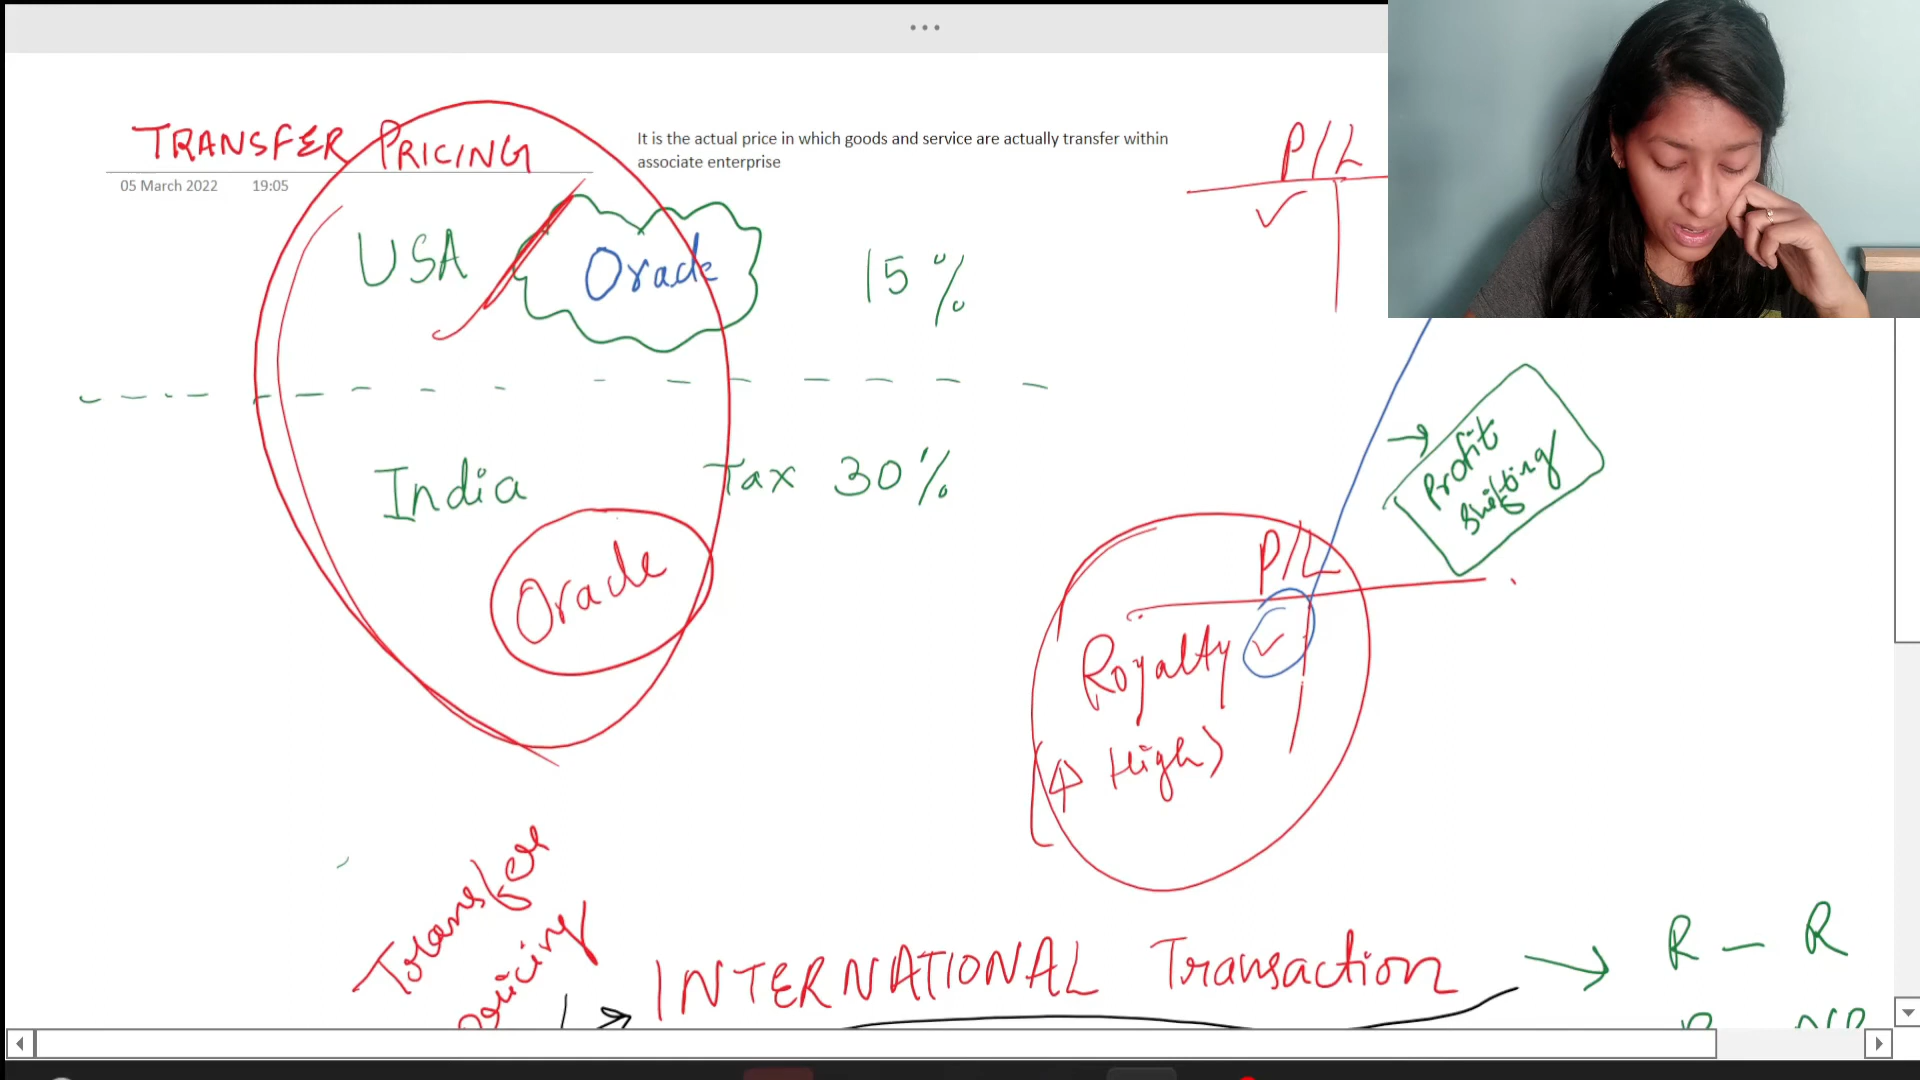 TRANSFER PRICING
It is the actual price in which goods and service are actually transfer within
associate enterprise
05 March 2022 19:05
P/L
USA
Oracle
15 %
India
Tax 30%
Oracle
Profit
Shifting
P/L
Royalty
(↑ High)
Transfer
pricing
INTERNATIONAL Transaction
R - R